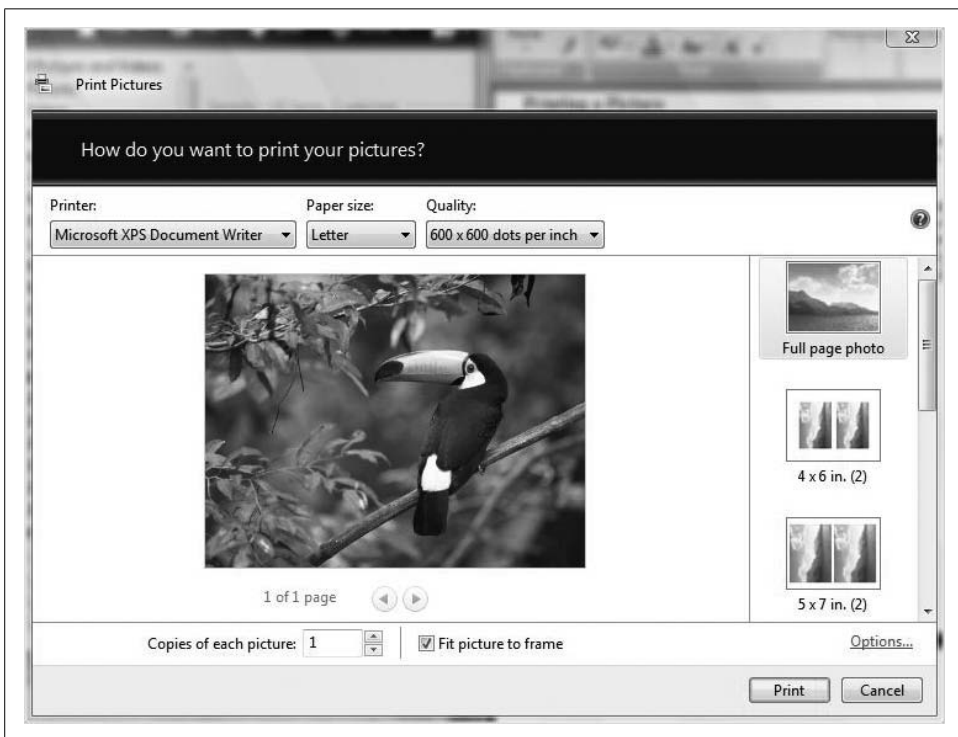 Print Pictures
How do you want to print your pictures?
Printer:
Paper size:
Quality:
Microsoft XPS Document Writer
Letter
600 x 600 dots per inch
Full page photo
4 x 6 in. (2)
5 x 7 in. (2)
1 of 1 page
Copies of each picture: 1
Fit picture to frame
Options...
Print
Cancel